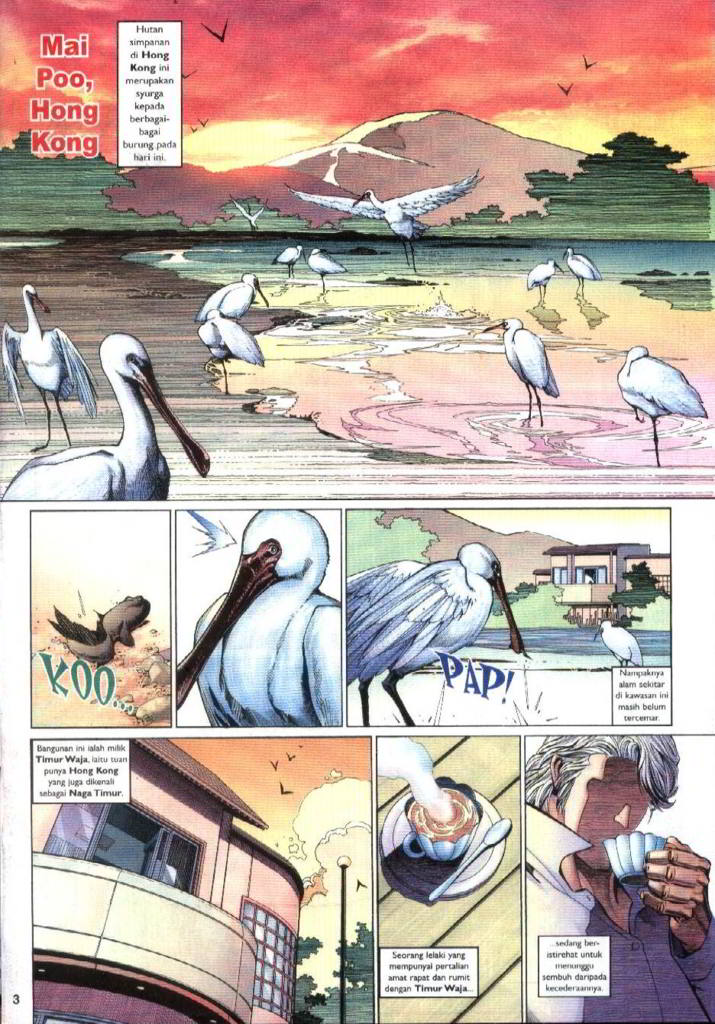 Mai
Poo,
Hong
Kong
Hutan
simpanan
di Hong
Kong ini
merupakan
syurga
kepada
berbagai-
bagai
burung pada
hari ini.
KOO...
PAP!
Nampaknya
alam sekitar
di kawasan ini
masih belum
tercemar.
Bangunan ini ialah milik
Timur Waja, iaitu tuan
punya Hong Kong
yang juga dikenali
sebagai Naga Timur.
Seorang lelaki yang
mempunyai pertalian
amat rapat dan rumit
dengan Timur Waja...
...sedang ber-
istirehat untuk
menunggu
sembuh daripada
kecederaannya.
3